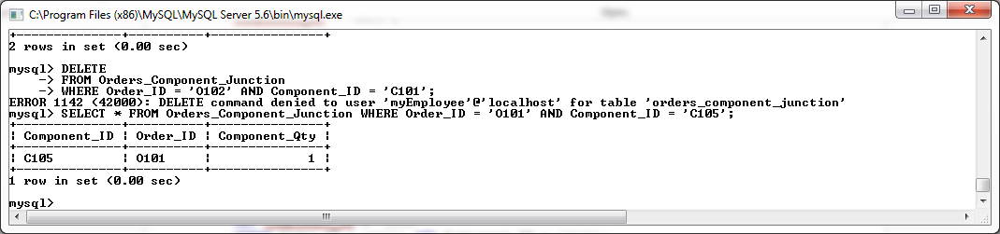 C:\Program Files (x86)\MySQL\MySQL Server 5.6\bin\mysql.exe
+--------------+----------+---------------+
2 rows in set (0.00 sec)
mysql> DELETE
    -> FROM Orders_Component_Junction
    -> WHERE Order_ID = 'O102' AND Component_ID = 'C101';
ERROR 1142 (42000): DELETE command denied to user 'myEmployee'@'localhost' for table 'orders_component_junction'
mysql> SELECT * FROM Orders_Component_Junction WHERE Order_ID = 'O101' AND Component_ID = 'C105';
+--------------+----------+---------------+
| Component_ID | Order_ID | Component_Qty |
+--------------+----------+---------------+
| C105         | O101     |             1 |
+--------------+----------+---------------+
1 row in set (0.00 sec)
mysql>